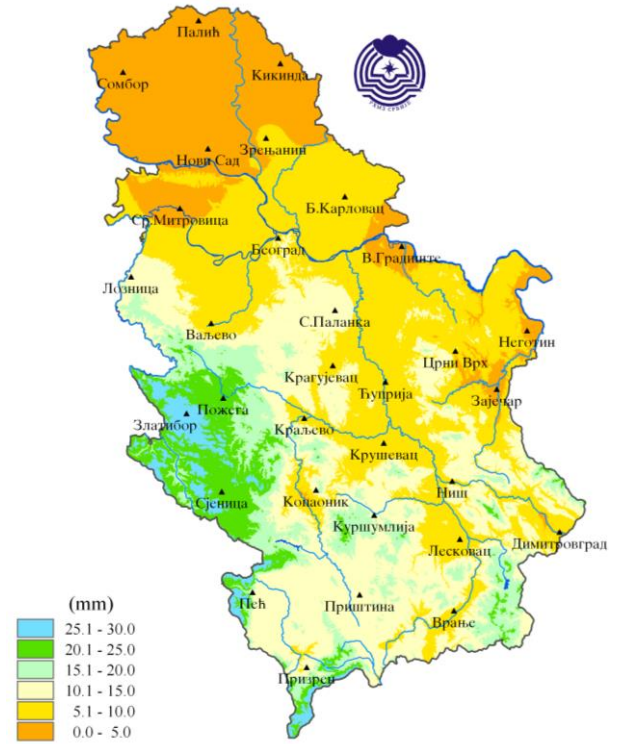 Палић
Сомбор
Кикинда
РХМЗ СРБИЈЕ
Зрењанин
Нови Сад
Б.Карловац
Ср.Митровица
Београд
В.Градиште
Лозница
С.Паланка
Ваљево
Неготин
Црни Врх
Крагујевац
Ћуприја
Зајечар
Пожега
Златибор
Краљево
Крушевац
Ниш
Копаоник
Сјеница
Куршумлија
Димитровград
Лесковац
Пећ
Приштина
Врање
Призрен
(mm)
25.1 - 30.0
20.1 - 25.0
15.1 - 20.0
10.1 - 15.0
5.1 - 10.0
0.0 - 5.0